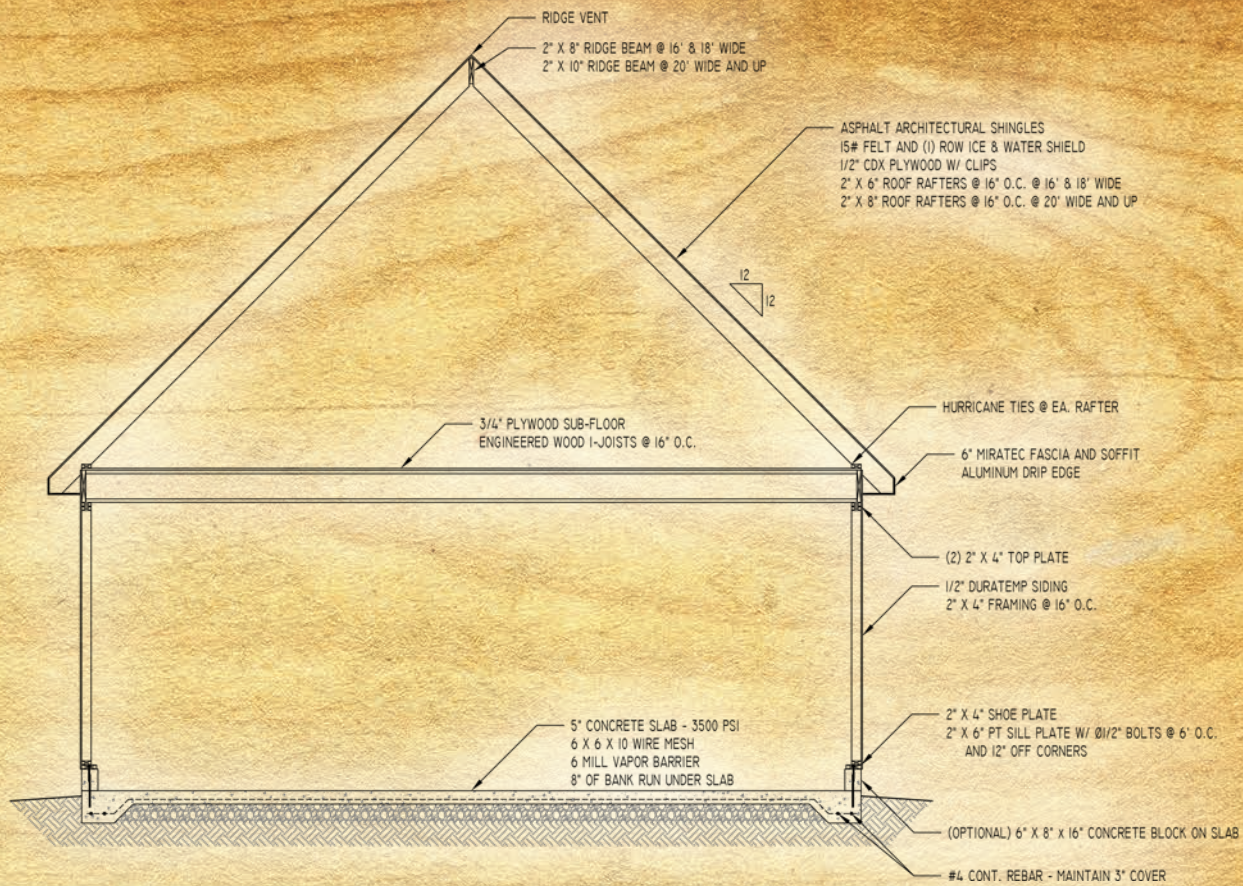 RIDGE VENT
2" X 8" RIDGE BEAM @ 16' & 18' WIDE
2" X 10" RIDGE BEAM @ 20' WIDE AND UP
ASPHALT ARCHITECTURAL SHINGLES
15# FELT AND (1) ROW ICE & WATER SHIELD
1/2" CDX PLYWOOD W/ CLIPS
2" X 6" ROOF RAFTERS @ 16" O.C. @ 16' & 18' WIDE
2" X 8" ROOF RAFTERS @ 16" O.C. @ 20' WIDE AND UP
12
12
HURRICANE TIES @ EA. RAFTER
3/4" PLYWOOD SUB-FLOOR
ENGINEERED WOOD I-JOISTS @ 16" O.C.
6" MIRATEC FASCIA AND SOFFIT
ALUMINUM DRIP EDGE
(2) 2" X 4" TOP PLATE
1/2" DURATEMP SIDING
2" X 4" FRAMING @ 16" O.C.
2" X 4" SHOE PLATE
2" X 6" PT SILL PLATE W/ Ø1/2" BOLTS @ 6' O.C.
AND 12" OFF CORNERS
5" CONCRETE SLAB - 3500 PSI
6 X 6 X 10 WIRE MESH
6 MILL VAPOR BARRIER
8" OF BANK RUN UNDER SLAB
(OPTIONAL) 6" X 8" x 16" CONCRETE BLOCK ON SLAB
#4 CONT. REBAR - MAINTAIN 3" COVER